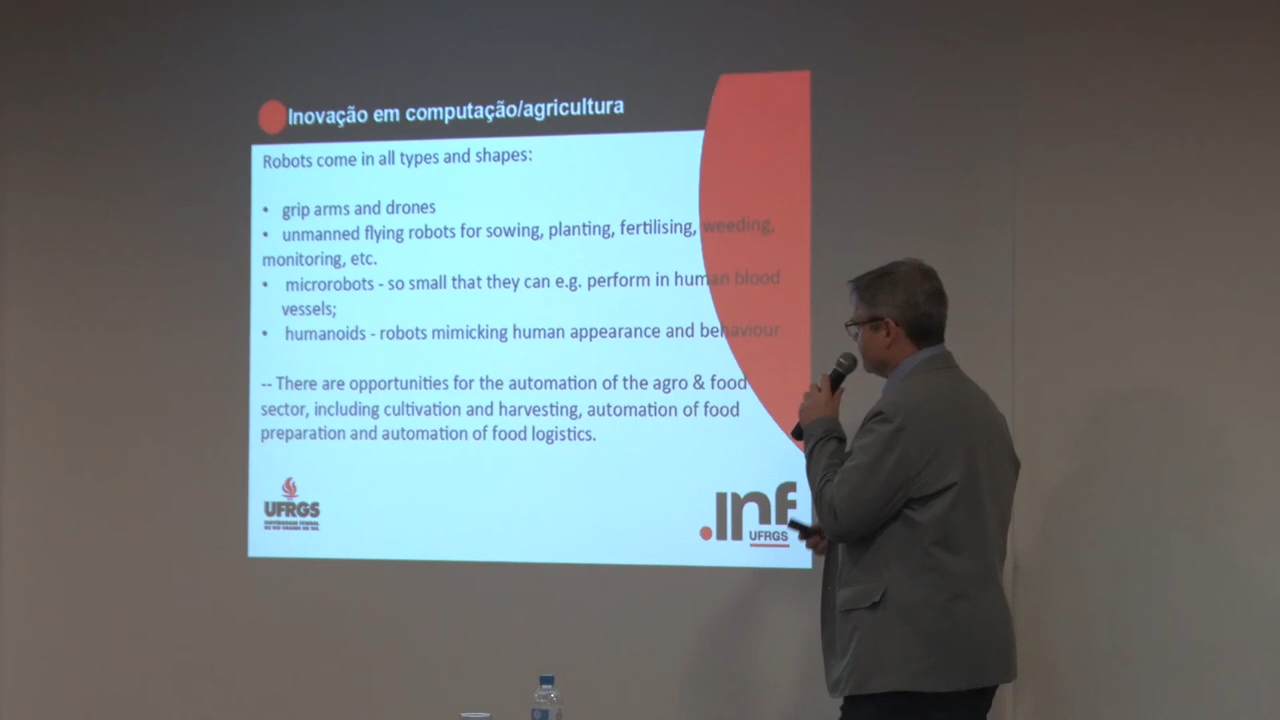 Inovação em computação/agricultura
Robots come in all types and shapes:
• grip arms and drones
• unmanned flying robots for sowing, planting, fertilising, weeding,
monitoring, etc.
• microrobots - so small that they can e.g. perform in human blood
vessels;
• humanoids - robots mimicking human appearance and behaviour
-- There are opportunities for the automation of the agro & food
sector, including cultivation and harvesting, automation of food
preparation and automation of food logistics.
UFRGS
UNIVERSIDADE FEDERAL
DO RIO GRANDE DO SUL
.inf
UFRGS